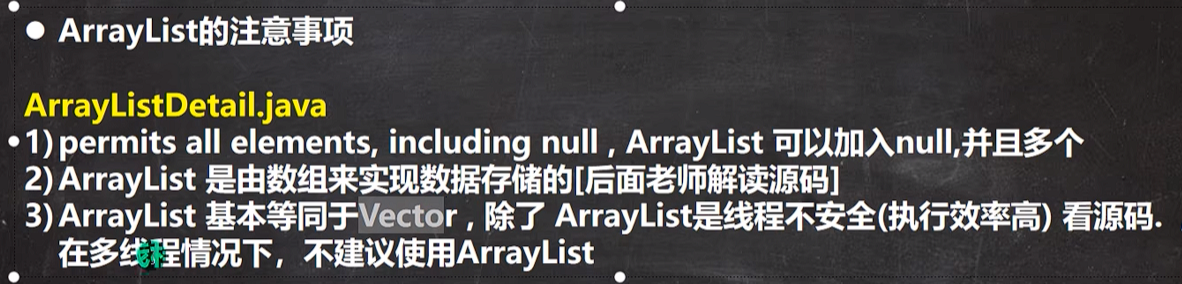 ● ArrayList的注意事项
ArrayListDetail.java
1) permits all elements, including null , ArrayList 可以加入null,并且多个
2) ArrayList 是由数组来实现数据存储的[后面老师解读源码]
3) ArrayList 基本等同于Vector , 除了 ArrayList是线程不安全(执行效率高) 看源码.
在多线程情况下，不建议使用ArrayList